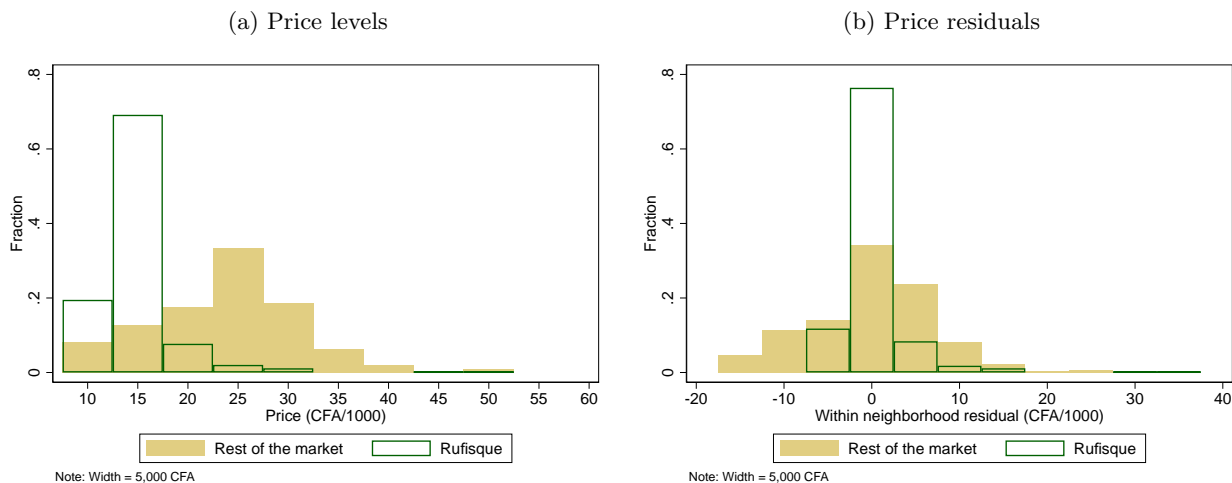 (a) Price levels
.8
.6
.4
.2
0
Fraction
10 15 20 25 30 35 40 45 50 55 60
Price (CFA/1000)
Rest of the market Rufisque
Note: Width = 5,000 CFA
(b) Price residuals
.8
.6
.4
.2
0
Fraction
-20 -10 0 10 20 30 40
Within neighborhood residual (CFA/1000)
Rest of the market Rufisque
Note: Width = 5,000 CFA